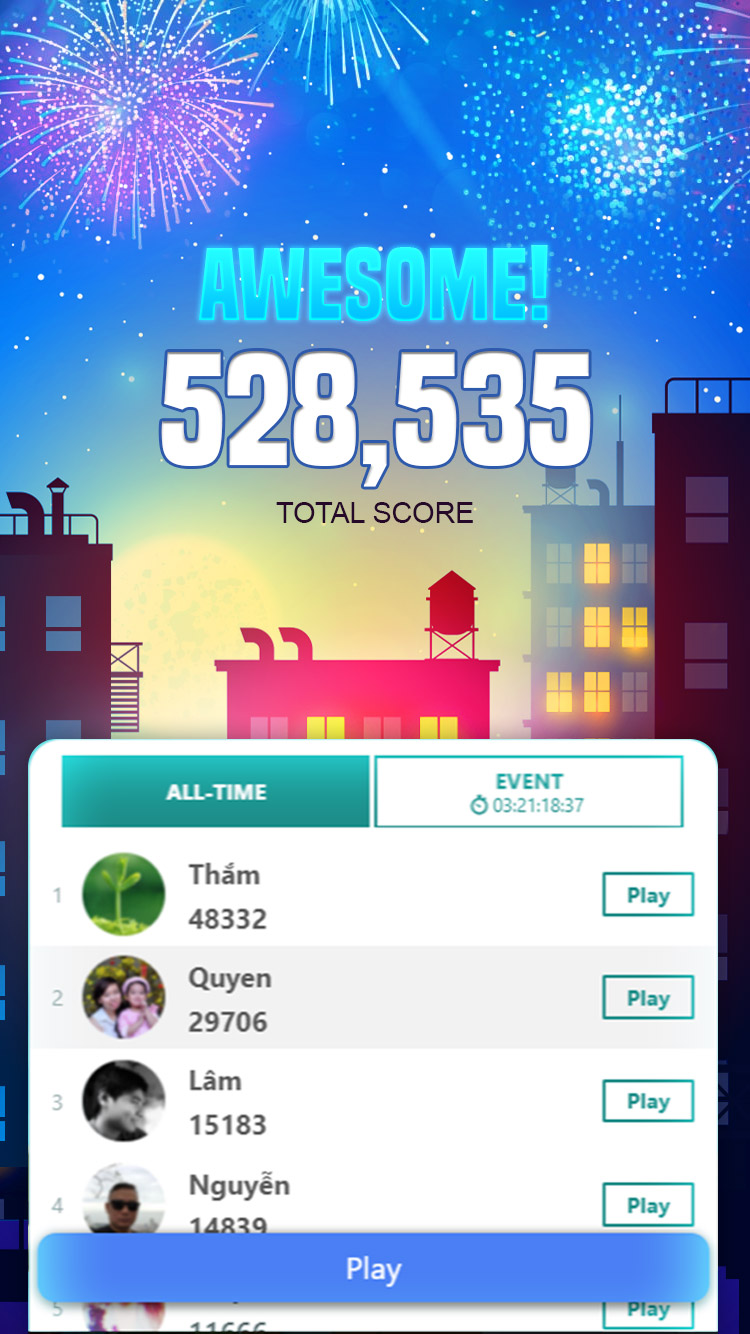 AWESOME!
528,535
TOTAL SCORE
ALL-TIME
EVENT
03:21:18:37
1
Thắm
48332
Play
2
Quyen
29706
Play
3
Lâm
15183
Play
4
Nguyễn
14839
Play
Play
5
11666
Play